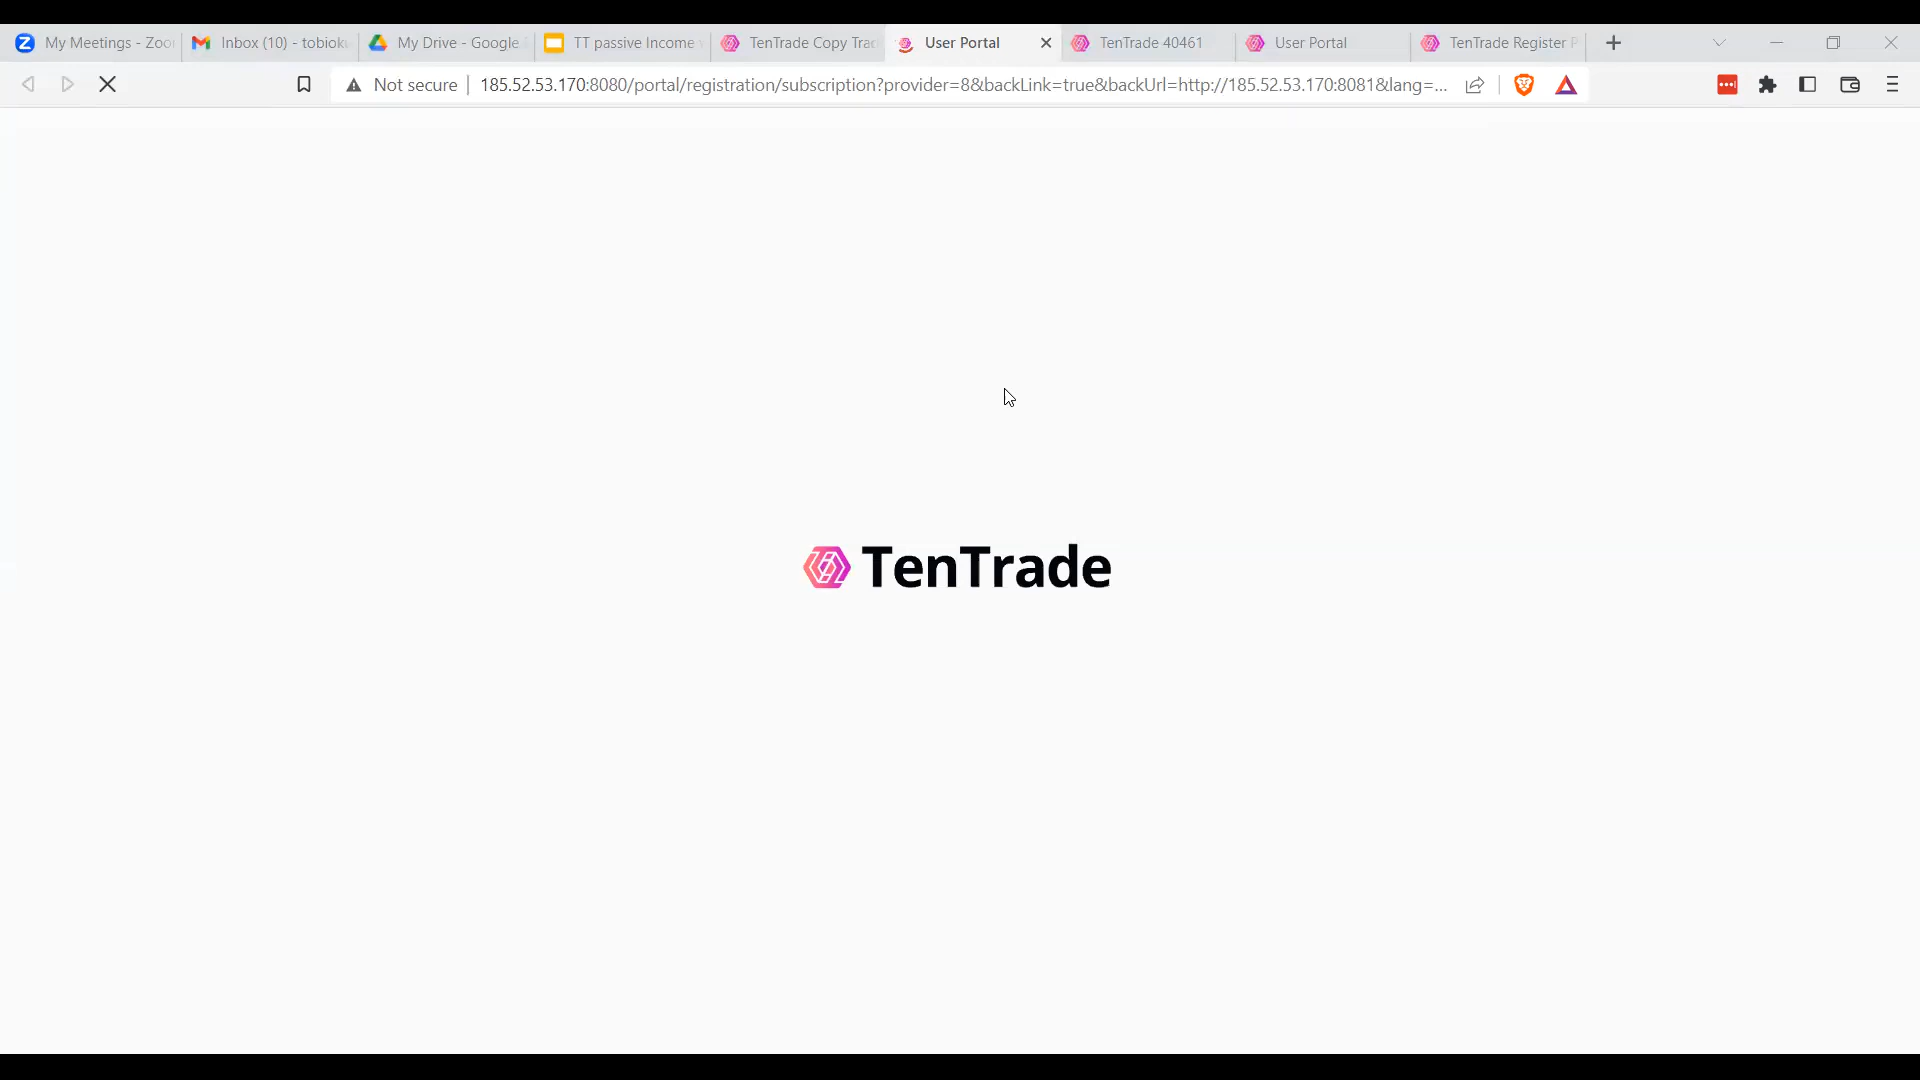 My Meetings - Zoo
Inbox (10) - tobioku
My Drive - Google
TT passive Income
TenTrade Copy Trad
User Portal
TenTrade 40461
User Portal
TenTrade Register P
Not secure
185.52.53.170:8080/portal/registration/subscription?provider=8&backLink=true&backUrl=http://185.52.53.170:8081&lang=...
TenTrade